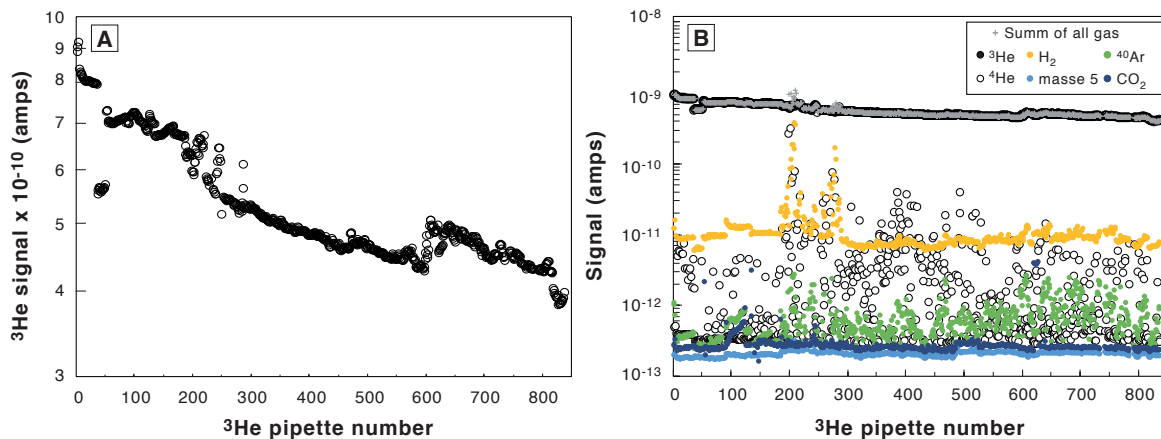 A
10
9
8
7
6
5
4
3
³He signal x 10⁻¹⁰ (amps)
0 100 200 300 400 500 600 700 800
³He pipette number
B
10⁻⁸
10⁻⁹
10⁻¹⁰
10⁻¹¹
10⁻¹²
10⁻¹³
Signal (amps)
Summ of all gas
³He H₂ ⁴⁰Ar
⁴He masse 5 CO₂
0 100 200 300 400 500 600 700 800
³He pipette number